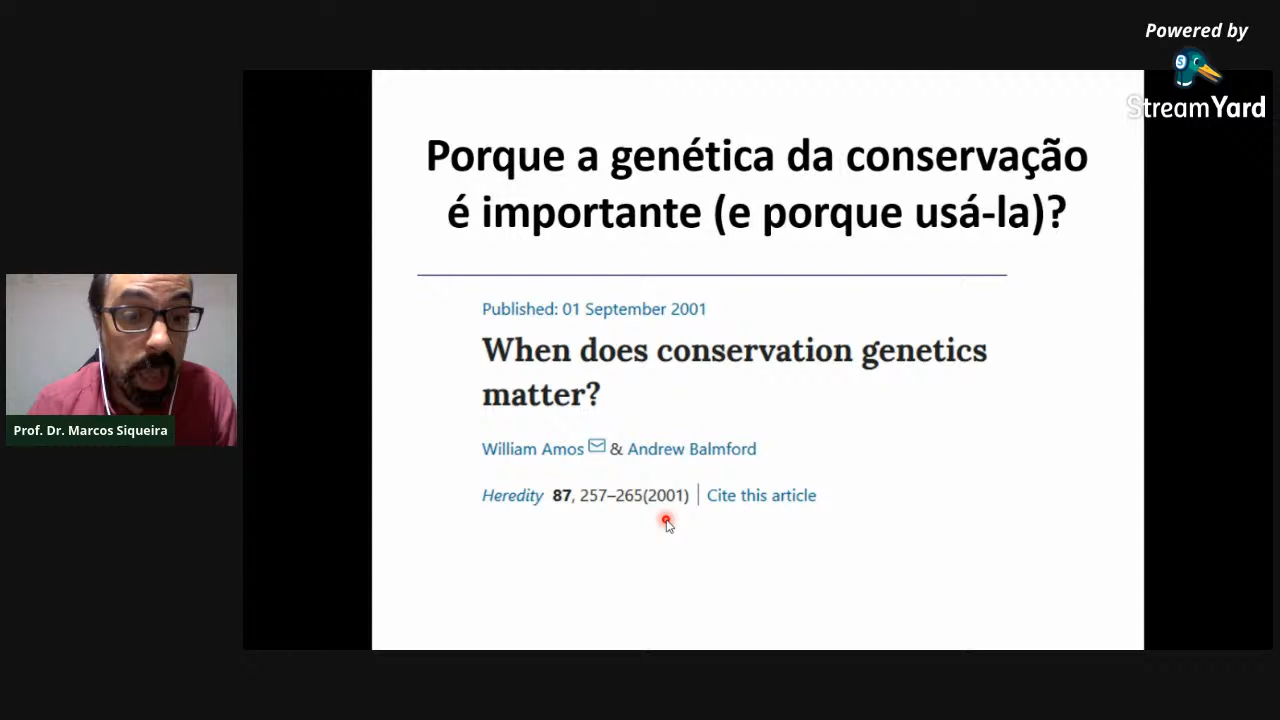 Powered by
StreamYard
Porque a genética da conservação
é importante (e porque usá-la)?
Published: 01 September 2001
When does conservation genetics
matter?
William Amos & Andrew Balmford
Heredity 87, 257–265(2001) | Cite this article
Prof. Dr. Marcos Siqueira